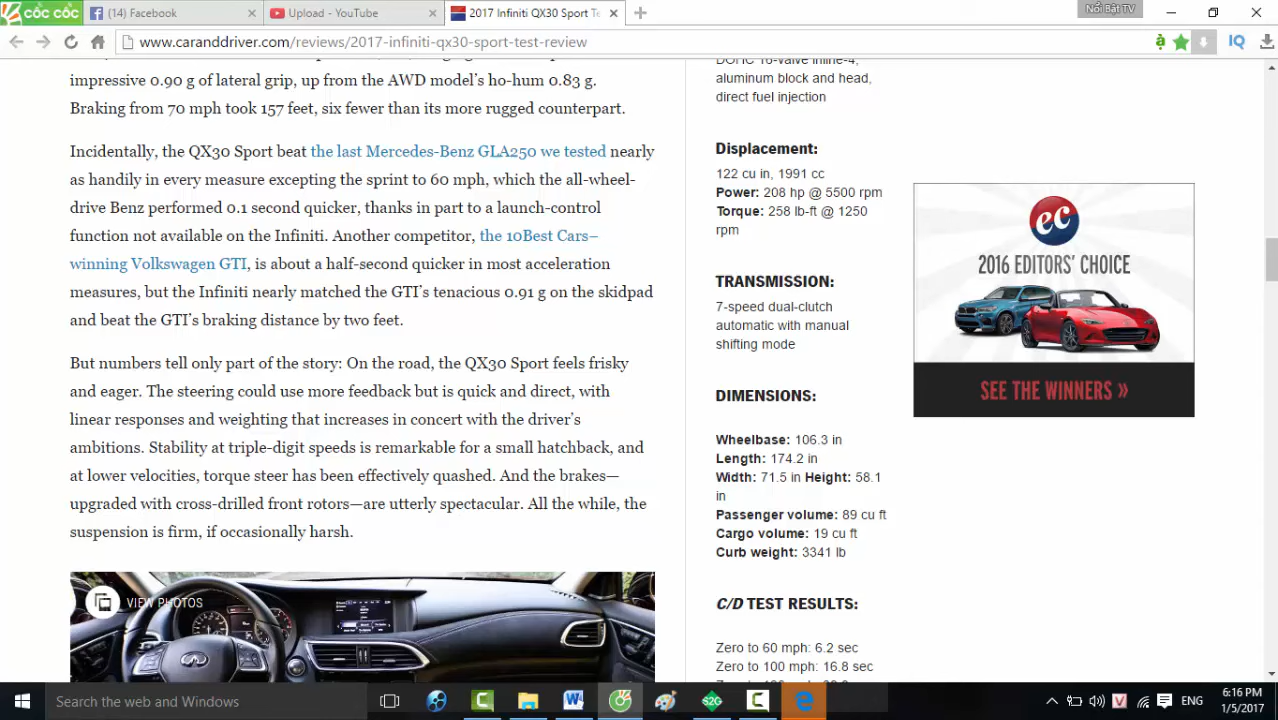 Cốc Cốc
(14) Facebook
Upload - YouTube
2017 Infiniti QX30 Sport Te
Nổi Bật TV
www.caranddriver.com/reviews/2017-infiniti-qx30-sport-test-review
impressive 0.90 g of lateral grip, up from the AWD model's ho-hum 0.83 g.
Braking from 70 mph took 157 feet, six fewer than its more rugged counterpart.
Incidentally, the QX30 Sport beat the last Mercedes-Benz GLA250 we tested nearly
as handily in every measure excepting the sprint to 60 mph, which the all-wheel-
drive Benz performed 0.1 second quicker, thanks in part to a launch-control
function not available on the Infiniti. Another competitor, the 10Best Cars–
winning Volkswagen GTI, is about a half-second quicker in most acceleration
measures, but the Infiniti nearly matched the GTI's tenacious 0.91 g on the skidpad
and beat the GTI's braking distance by two feet.
But numbers tell only part of the story: On the road, the QX30 Sport feels frisky
and eager. The steering could use more feedback but is quick and direct, with
linear responses and weighting that increases in concert with the driver's
ambitions. Stability at triple-digit speeds is remarkable for a small hatchback, and
at lower velocities, torque steer has been effectively quashed. And the brakes—
upgraded with cross-drilled front rotors—are utterly spectacular. All the while, the
suspension is firm, if occasionally harsh.
VIEW PHOTOS
DOHC 16-valve inline-4,
aluminum block and head,
direct fuel injection
Displacement:
122 cu in, 1991 cc
Power: 208 hp @ 5500 rpm
Torque: 258 lb-ft @ 1250
rpm
TRANSMISSION:
7-speed dual-clutch
automatic with manual
shifting mode
DIMENSIONS:
Wheelbase: 106.3 in
Length: 174.2 in
Width: 71.5 in Height: 58.1
in
Passenger volume: 89 cu ft
Cargo volume: 19 cu ft
Curb weight: 3341 lb
C/D TEST RESULTS:
Zero to 60 mph: 6.2 sec
Zero to 100 mph: 16.8 sec
ec
2016 EDITORS' CHOICE
SEE THE WINNERS »
IQ
Search the web and Windows
S2G
V
ENG
6:16 PM
1/5/2017